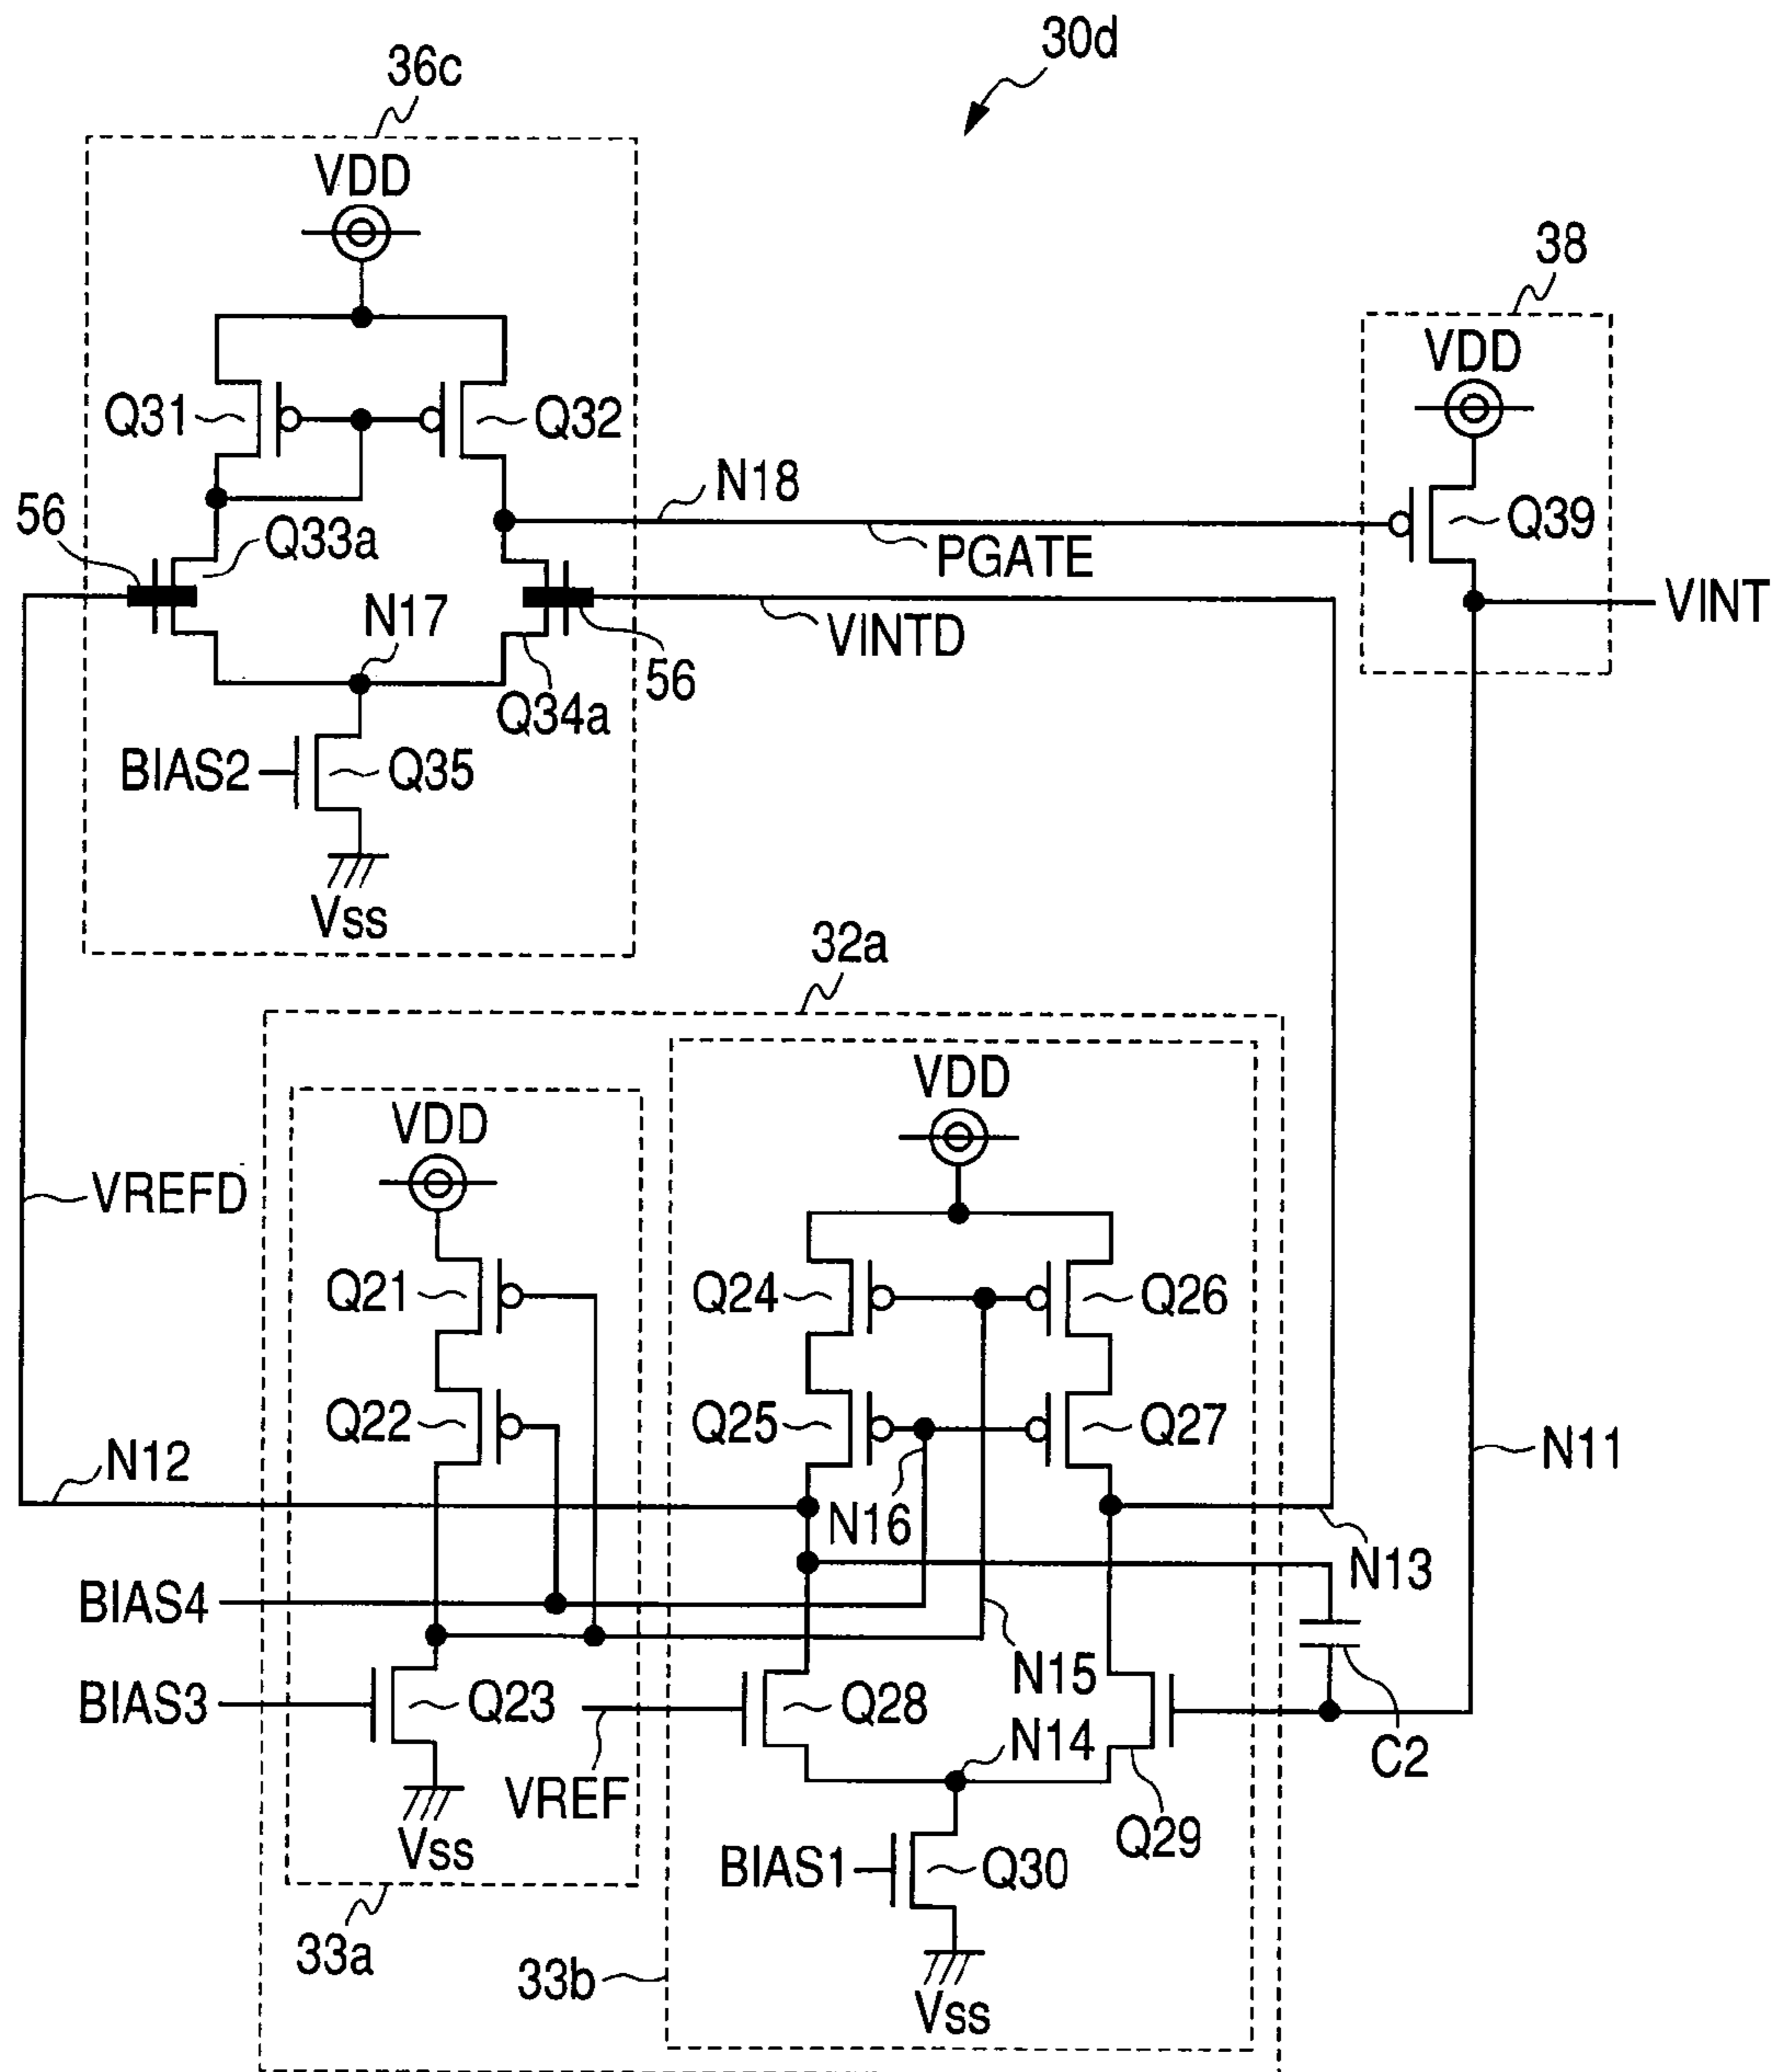 30d
36c
VDD
38
VDD
Q31
Q32
N18
Q39
56
Q33a
PGATE
VINT
N17
VINTD
56
Q34a
BIAS2
Q35
Vss
32a
VDD
VDD
VREFD
Q21
Q24
Q26
Q22
Q25
Q27
N12
N11
N16
N13
BIAS4
N15
BIAS3
Q23
Q28
N14
C2
VREF
Q29
Vss
BIAS1
Q30
33a
33b
Vss